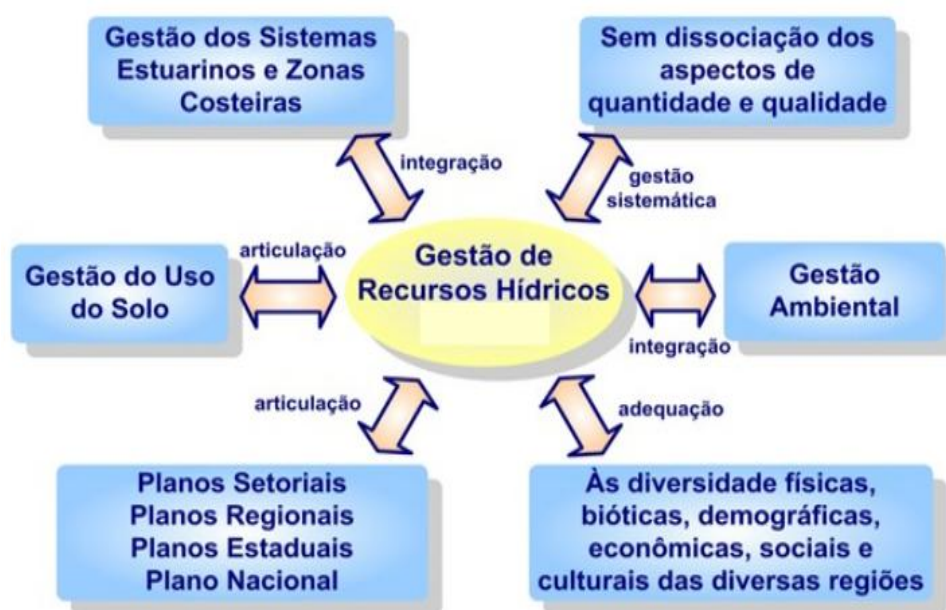 Gestão dos Sistemas
Estuarinos e Zonas
Costeiras
Sem dissociação dos
aspectos de
quantidade e qualidade
integração
gestão
sistemática
articulação
Gestão do Uso
do Solo
Gestão de
Recursos Hídricos
Gestão
Ambiental
integração
articulação
adequação
Planos Setoriais
Planos Regionais
Planos Estaduais
Plano Nacional
Às diversidade físicas,
bióticas, demográficas,
econômicas, sociais e
culturais das diversas regiões